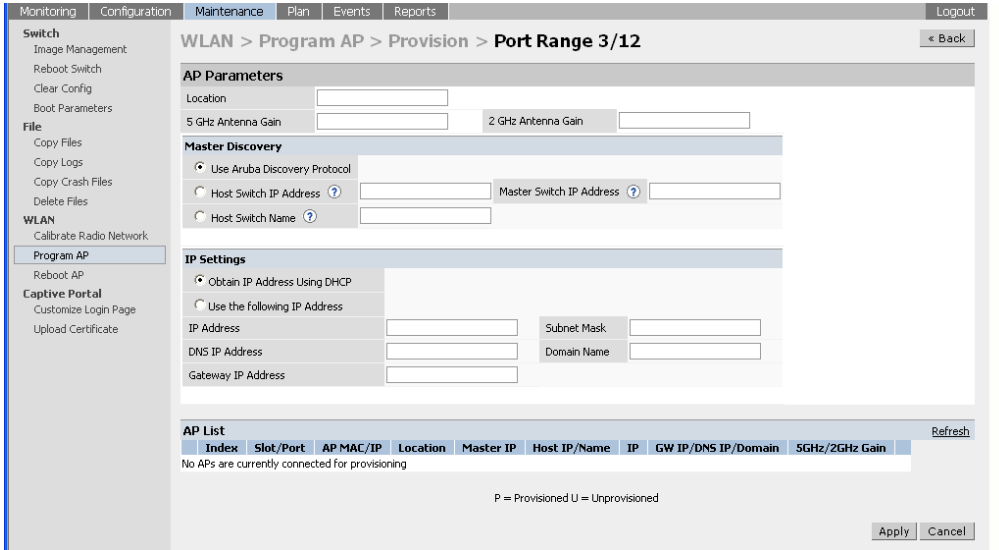 Monitoring Configuration Maintenance Plan Events Reports Logout
Switch
Image Management
Reboot Switch
Clear Config
Boot Parameters
File
Copy Files
Copy Logs
Copy Crash Files
Delete Files
WLAN
Calibrate Radio Network
Program AP
Reboot AP
Captive Portal
Customize Login Page
Upload Certificate
WLAN > Program AP > Provision > Port Range 3/12
« Back
AP Parameters
Location
5 GHz Antenna Gain 2 GHz Antenna Gain
Master Discovery
Use Aruba Discovery Protocol
Host Switch IP Address ? Master Switch IP Address ?
Host Switch Name ?
IP Settings
Obtain IP Address Using DHCP
Use the following IP Address
IP Address Subnet Mask
DNS IP Address Domain Name
Gateway IP Address
AP List Refresh
Index Slot/Port AP MAC/IP Location Master IP Host IP/Name IP GW IP/DNS IP/Domain 5GHz/2GHz Gain
No APs are currently connected for provisioning
P = Provisioned U = Unprovisioned
Apply Cancel